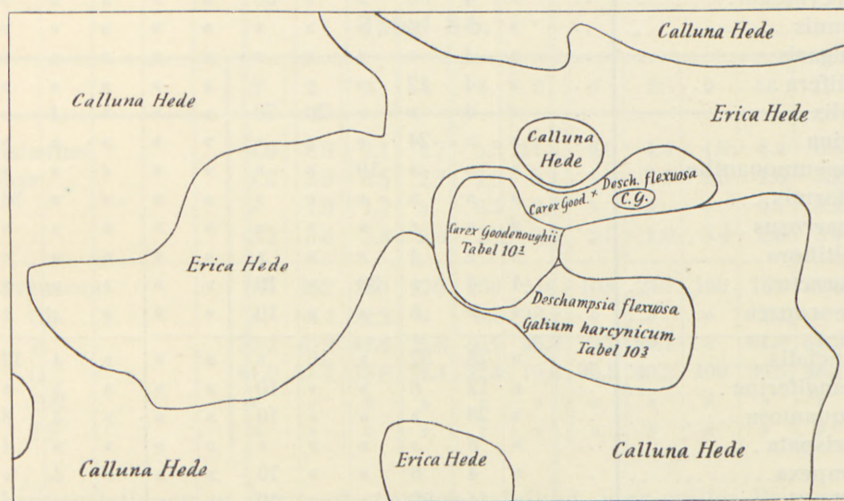 Calluna Hede
Calluna Hede
Erica Hede
Calluna
Hede
Carex Good. + Desch. flexuosa
C.G.
Carex Goodenoughii
Tabel 10²
Erica Hede
Deschampsia flexuosa
Galium harcynicum
Tabel 10³
Calluna Hede
Erica Hede
Calluna Hede